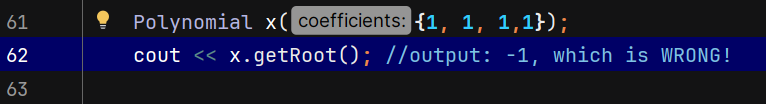 61 Polynomial x( coefficients: {1, 1, 1,1});
62 cout << x.getRoot(); //output: -1, which is WRONG!
63